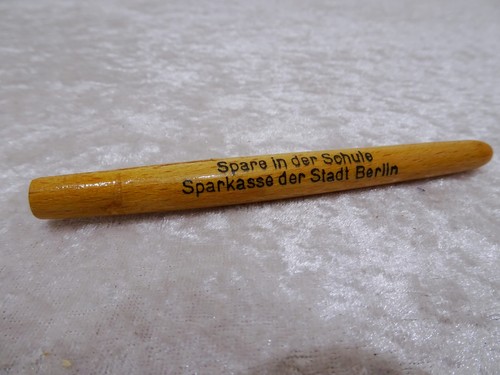 Spare in der Schule
Sparkasse der Stadt Berlin